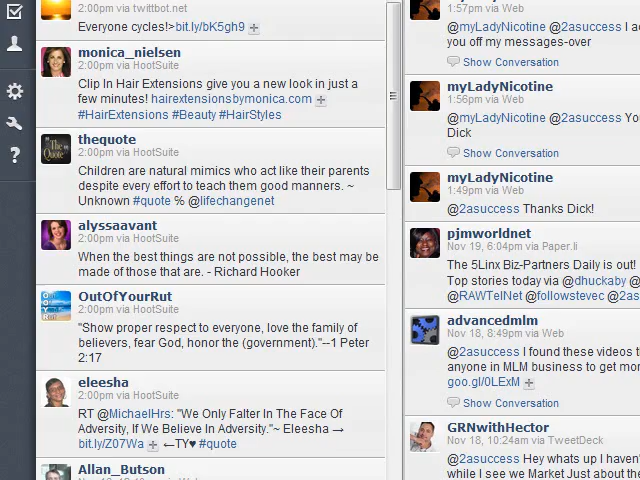 2:00pm via twittbot.net
Everyone cycles!>bit.ly/bK5gh9
monica_nielsen
2:00pm via HootSuite
Clip In Hair Extensions give you a new look in just a
few minutes! hairextensionsbymonica.com
#HairExtensions #Beauty #HairStyles
thequote
2:00pm via HootSuite
Children are natural mimics who act like their parents
despite every effort to teach them good manners. ~
Unknown #quote ℅ @lifechangenet
alyssaavant
2:00pm via HootSuite
When the best things are not possible, the best may be
made of those that are. - Richard Hooker
OutOfYourRut
2:00pm via HootSuite
"Show proper respect to everyone, love the family of
believers, fear God, honor the (government)."--1 Peter
2:17
eleesha
2:00pm via HootSuite
RT @MichaelHrs: "We Only Falter In The Face Of
Adversity, If We Believe In Adversity."~ Eleesha →
bit.ly/Z07Wa ←TY♥ #quote
Allan_Butson
1:57pm via Web
@myLadyNicotine @2asuccess I
you off my messages-over
Show Conversation
myLadyNicotine
1:56pm via Web
@myLadyNicotine @2asuccess
Dick
Show Conversation
myLadyNicotine
1:49pm via Web
@2asuccess Thanks Dick!
pjmworldnet
Nov 19, 6:04pm via Paper.li
The 5Linx Biz-Partners Daily is out!
Top stories today via @dhuckaby
@RAWTelNet @followstevec
advancedmlm
Nov 18, 8:49pm via Web
@2asuccess I found these videos
anyone in MLM business to get
goo.gl/0LExM
Show Conversation
GRNwithHector
Nov 18, 10:24am via TweetDeck
@2asuccess Hey whats up I haven'
while I see we Market Just about the